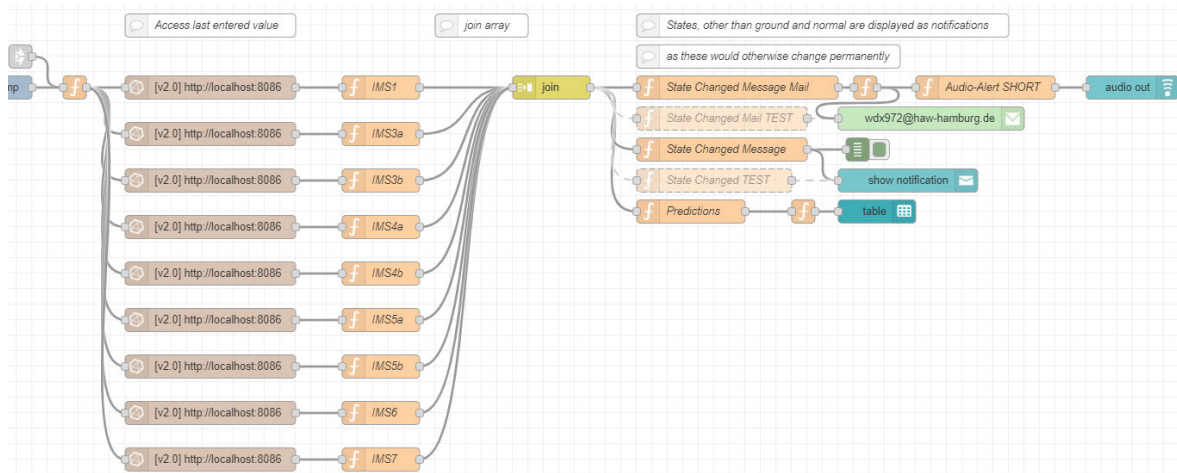 Access last entered value
join array
States, other than ground and normal are displayed as notifications
as these would otherwise change permanently
mp
[v2.0] http://localhost:8086
IMS1
join
State Changed Message Mail
Audio-Alert SHORT
audio out
State Changed Mail TEST
wdx972@haw-hamburg.de
[v2.0] http://localhost:8086
IMS3a
State Changed Message
[v2.0] http://localhost:8086
IMS3b
State Changed TEST
show notification
Predictions
table
[v2.0] http://localhost:8086
IMS4a
[v2.0] http://localhost:8086
IMS4b
[v2.0] http://localhost:8086
IMS5a
[v2.0] http://localhost:8086
IMS5b
[v2.0] http://localhost:8086
IMS6
[v2.0] http://localhost:8086
IMS7